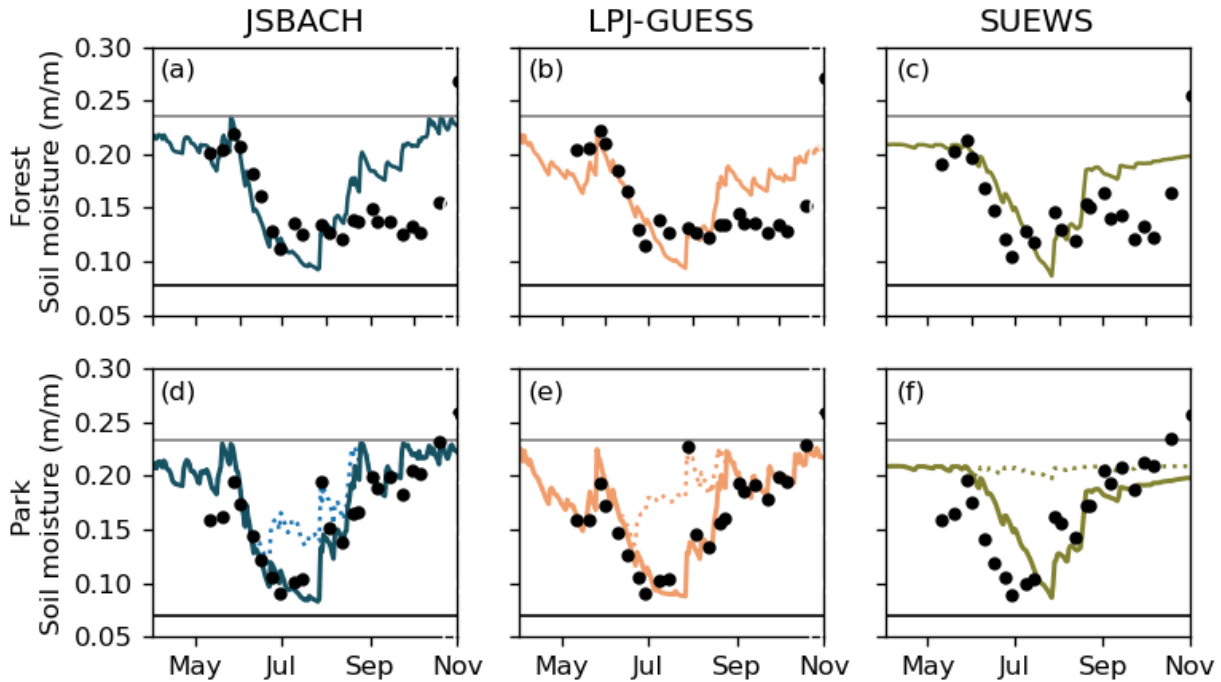 JSBACH LPJ-GUESS SUEWS
Forest
Soil moisture (m/m)
0.30
0.25
0.20
0.15
0.10
0.05
(a) (b) (c)
Park
Soil moisture (m/m)
0.30
0.25
0.20
0.15
0.10
0.05
(d) (e) (f)
May Jul Sep Nov May Jul Sep Nov May Jul Sep Nov